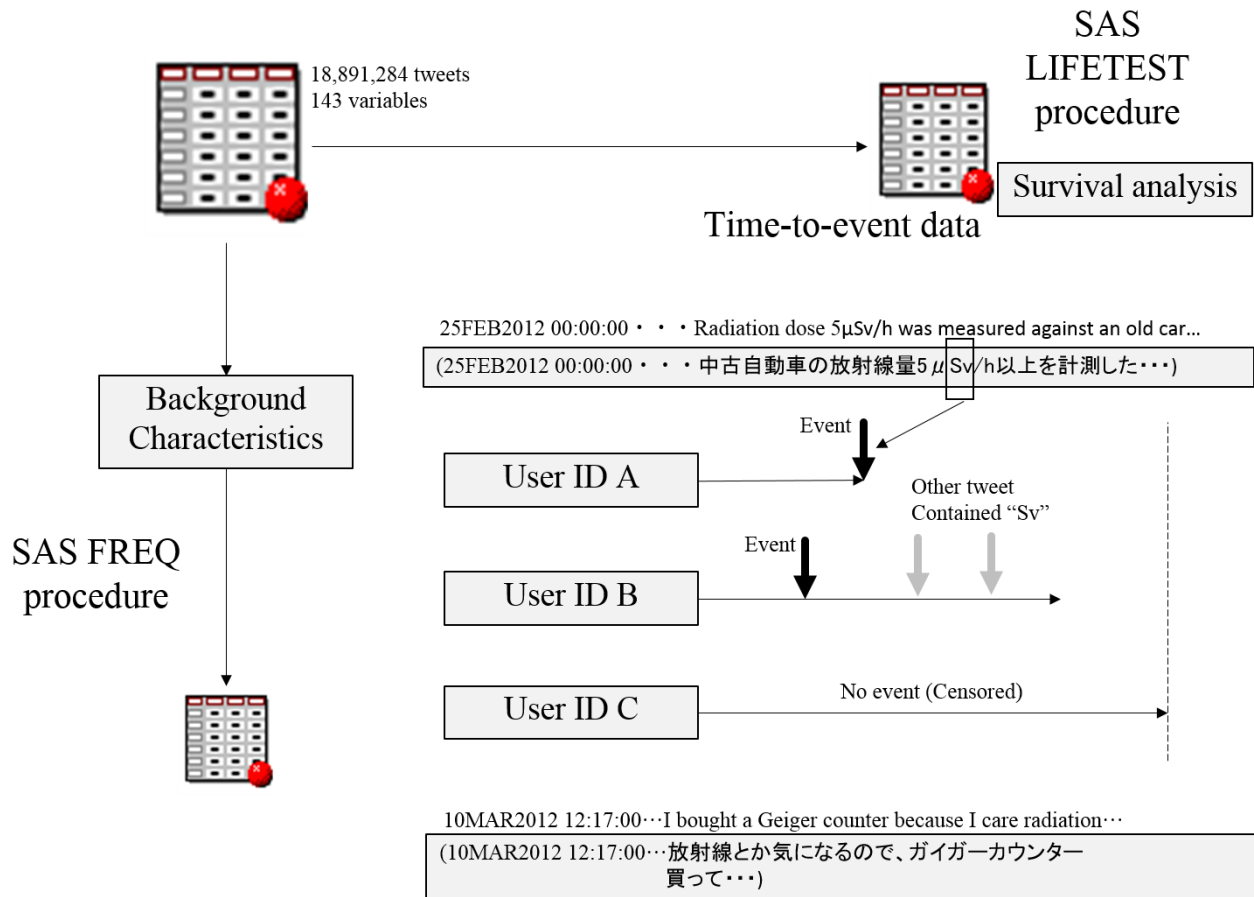 18,891,284 tweets
143 variables
SAS
LIFETEST
procedure
Survival analysis
Time-to-event data
25FEB2012 00:00:00・・・Radiation dose 5μSv/h was measured against an old car...
(25FEB2012 00:00:00・・・中古自動車の放射線量5μSv/h以上を計測した・・・)
Background
Characteristics
Event
User ID A
Other tweet
Contained “Sv”
SAS FREQ
procedure
Event
User ID B
No event (Censored)
User ID C
10MAR2012 12:17:00…I bought a Geiger counter because I care radiation…
(10MAR2012 12:17:00…放射線とか気になるので、ガイガーカウンター
買って・・・)